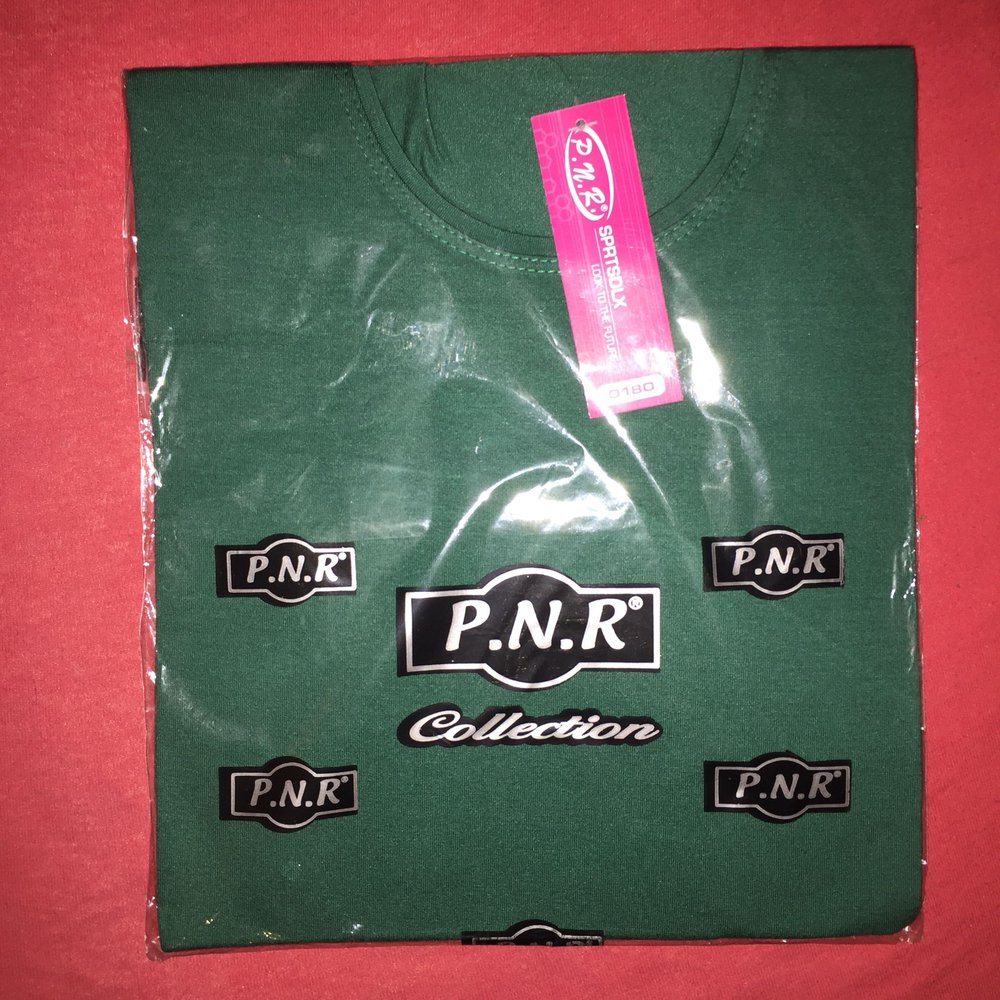 P.N.R.®
SPRTSDLX
LOOK TO THE FUTURE
0180
P.N.R®
P.N.R®
P.N.R®
Collection
P.N.R®
P.N.R®